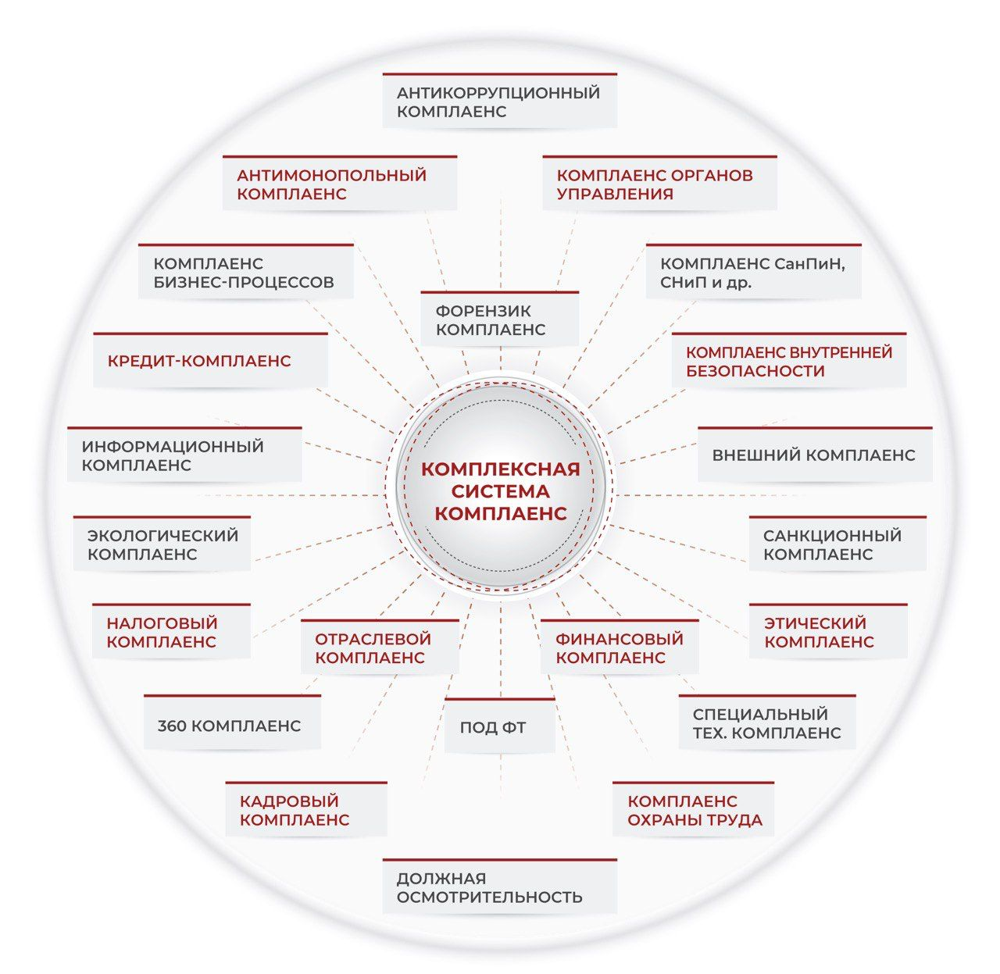 АНТИКОРРУПЦИОННЫЙ
КОМПЛАЕНС
АНТИМОНОПОЛЬНЫЙ
КОМПЛАЕНС
КОМПЛАЕНС ОРГАНОВ
УПРАВЛЕНИЯ
КОМПЛАЕНС
БИЗНЕС-ПРОЦЕССОВ
КОМПЛАЕНС СанПиН,
СНиП и др.
ФОРЕНЗИК
КОМПЛАЕНС
КРЕДИТ-КОМПЛАЕНС
КОМПЛАЕНС ВНУТРЕННЕЙ
БЕЗОПАСНОСТИ
ИНФОРМАЦИОННЫЙ
КОМПЛАЕНС
ВНЕШНИЙ КОМПЛАЕНС
КОМПЛЕКСНАЯ
СИСТЕМА
КОМПЛАЕНС
ЭКОЛОГИЧЕСКИЙ
КОМПЛАЕНС
САНКЦИОННЫЙ
КОМПЛАЕНС
НАЛОГОВЫЙ
КОМПЛАЕНС
ОТРАСЛЕВОЙ
КОМПЛАЕНС
ФИНАНСОВЫЙ
КОМПЛАЕНС
ЭТИЧЕСКИЙ
КОМПЛАЕНС
360 КОМПЛАЕНС
ПОД ФТ
СПЕЦИАЛЬНЫЙ
ТЕХ. КОМПЛАЕНС
КАДРОВЫЙ
КОМПЛАЕНС
КОМПЛАЕНС
ОХРАНЫ ТРУДА
ДОЛЖНАЯ
ОСМОТРИТЕЛЬНОСТЬ